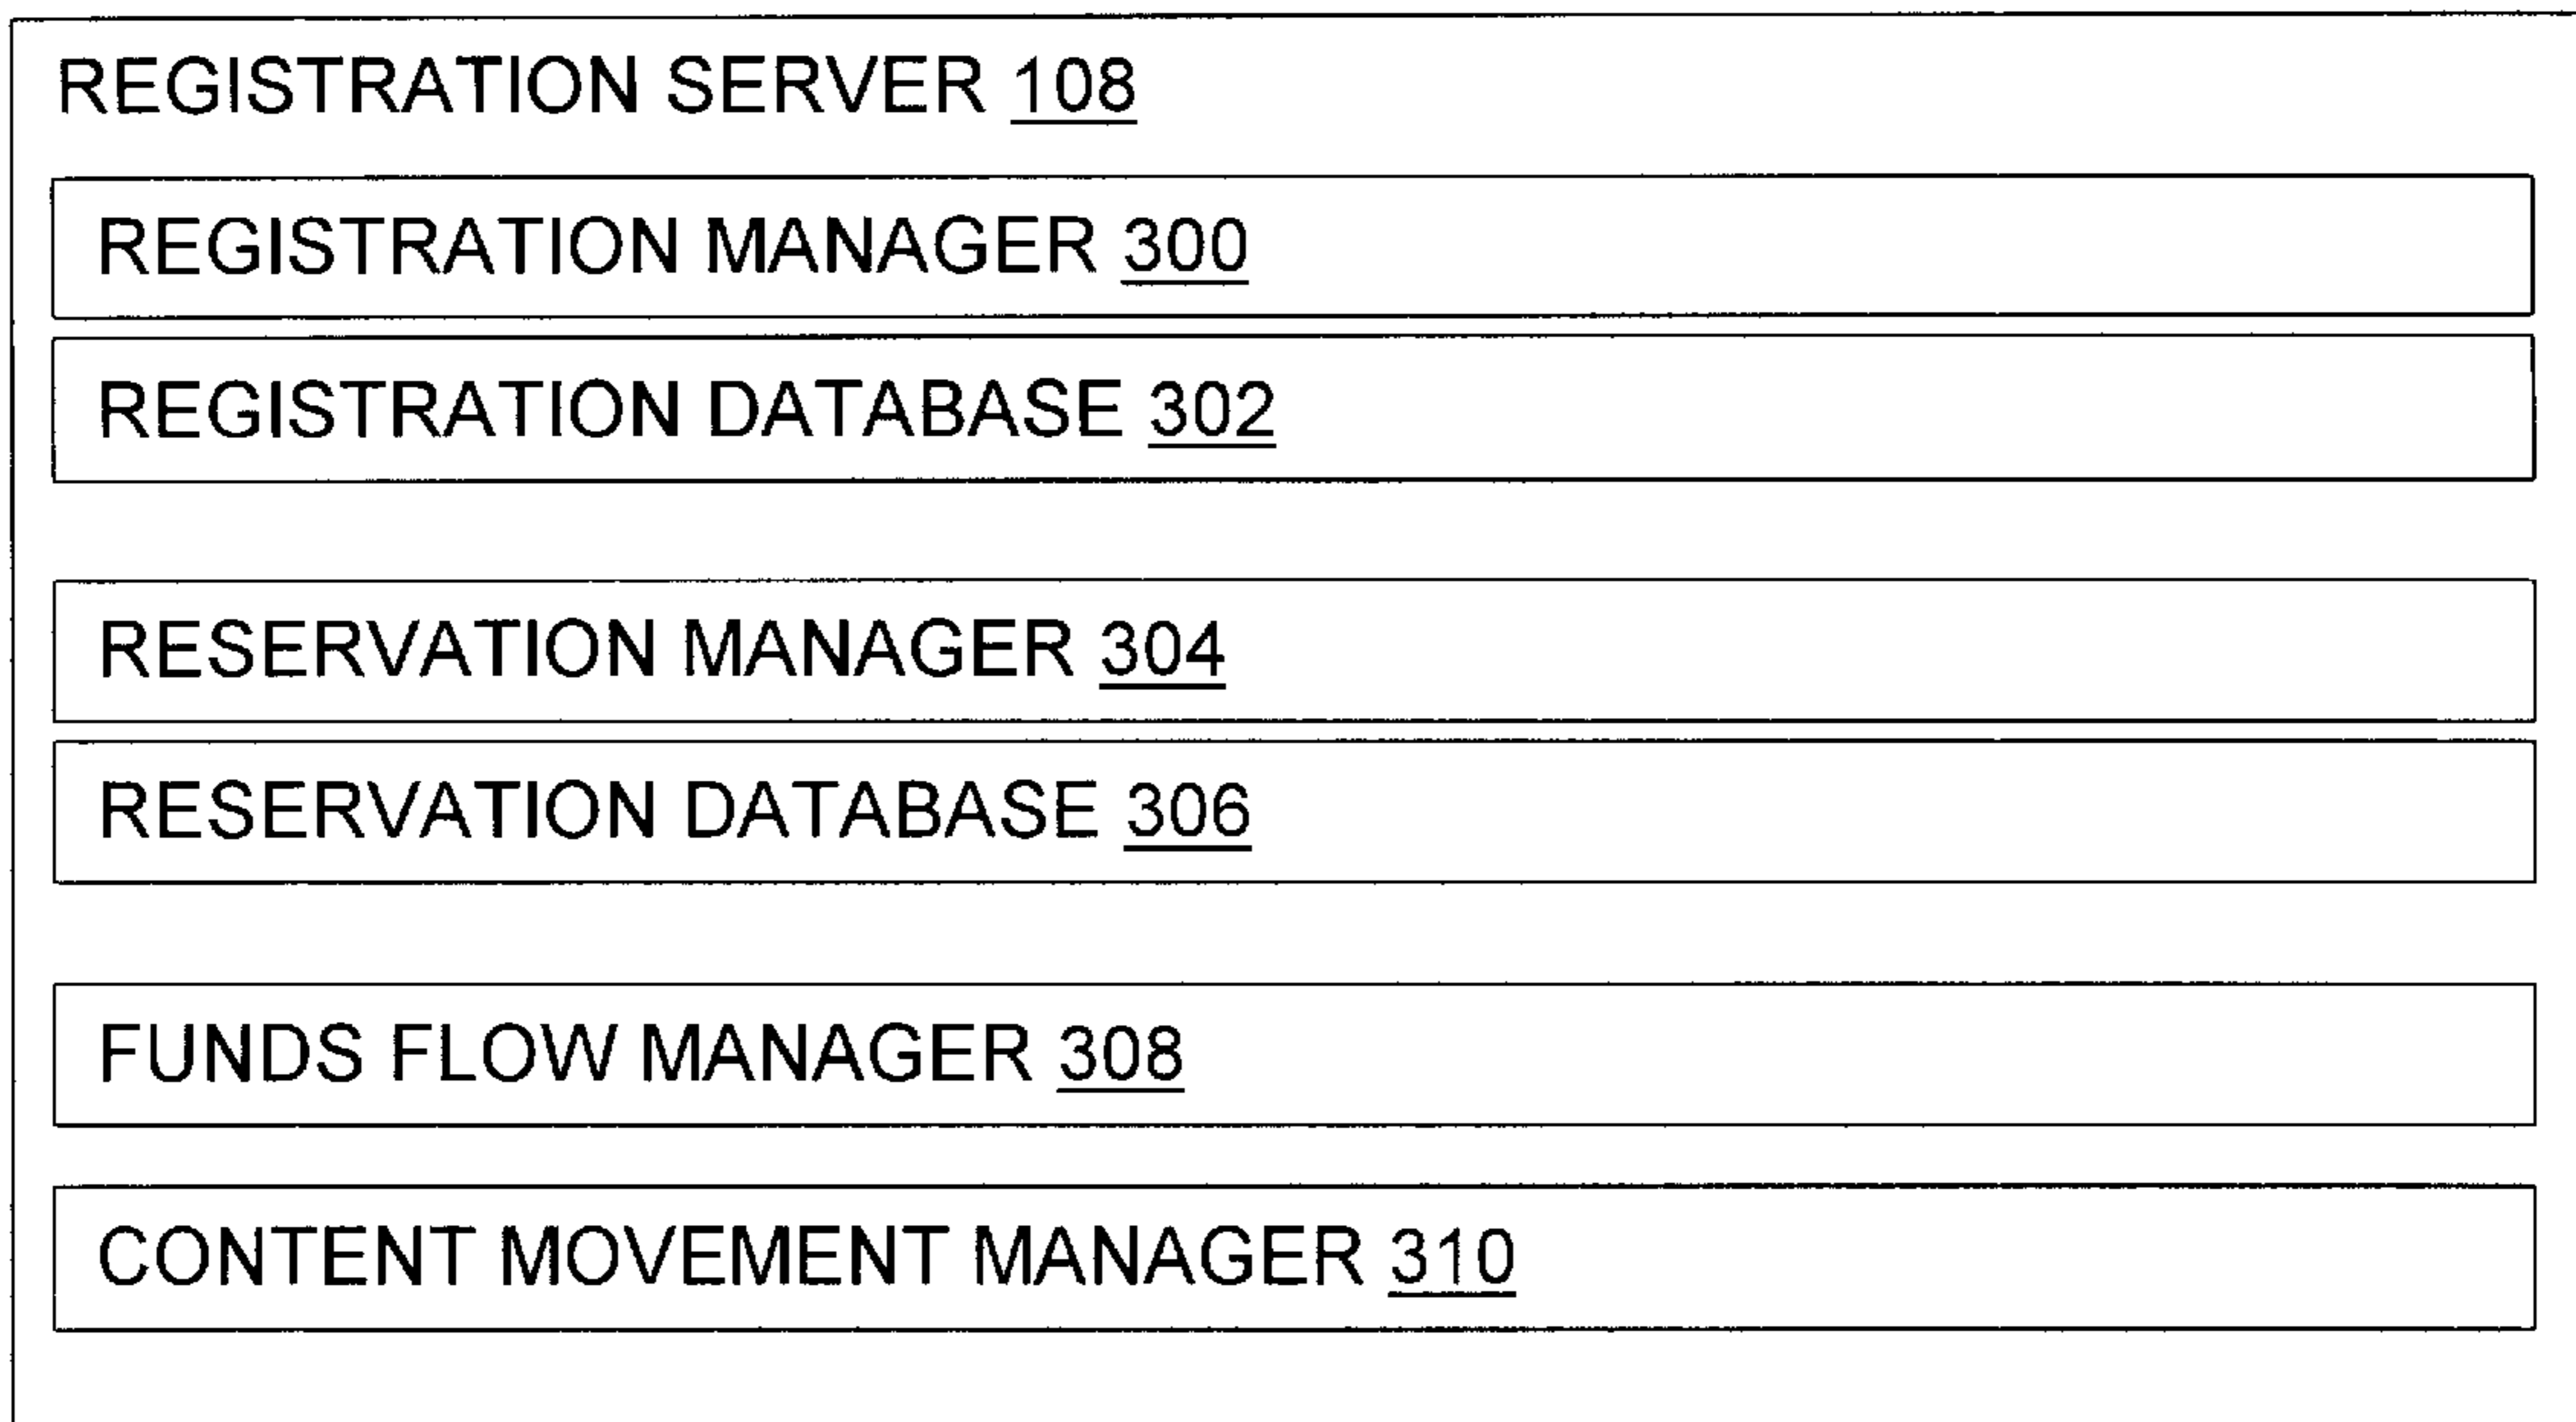 REGISTRATION SERVER 108
REGISTRATION MANAGER 300
REGISTRATION DATABASE 302
RESERVATION MANAGER 304
RESERVATION DATABASE 306
FUNDS FLOW MANAGER 308
CONTENT MOVEMENT MANAGER 310